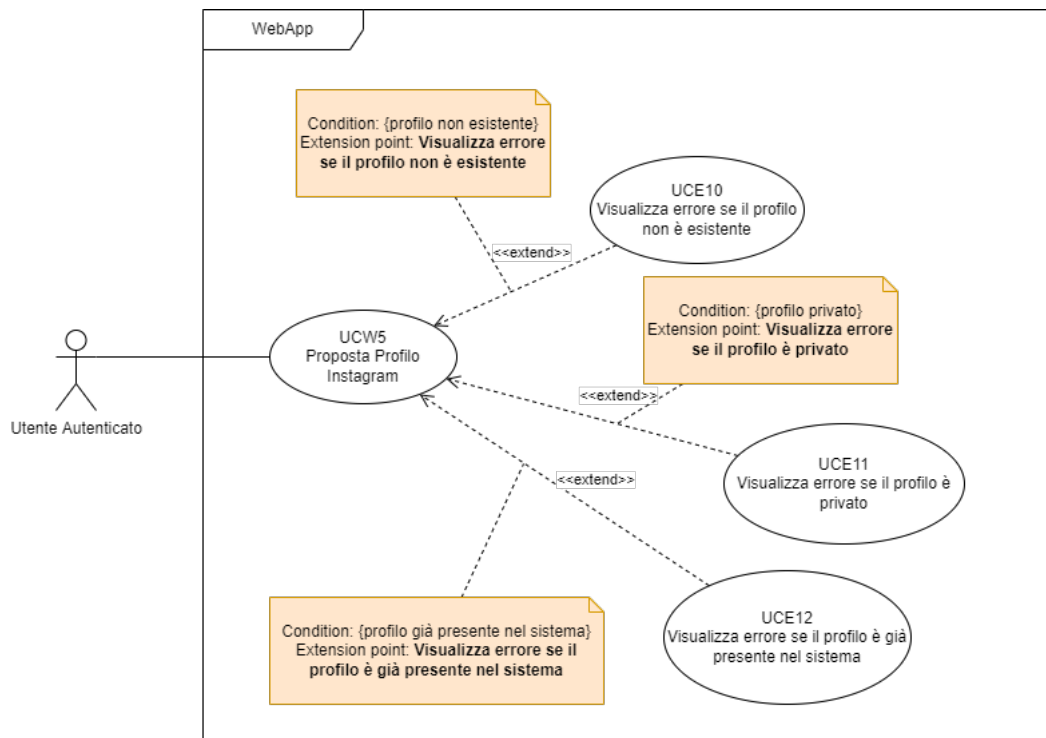 WebApp
Condition: {profilo non esistente}
Extension point: Visualizza errore
se il profilo non è esistente
UCE10
Visualizza errore se il profilo
non è esistente
<<extend>>
Condition: {profilo privato}
Extension point: Visualizza errore
se il profilo è privato
UCW5
Proposta Profilo
Instagram
<<extend>>
Utente Autenticato
UCE11
Visualizza errore se il profilo è
privato
<<extend>>
UCE12
Visualizza errore se il profilo è già
presente nel sistema
Condition: {profilo già presente nel sistema}
Extension point: Visualizza errore se il
profilo è già presente nel sistema